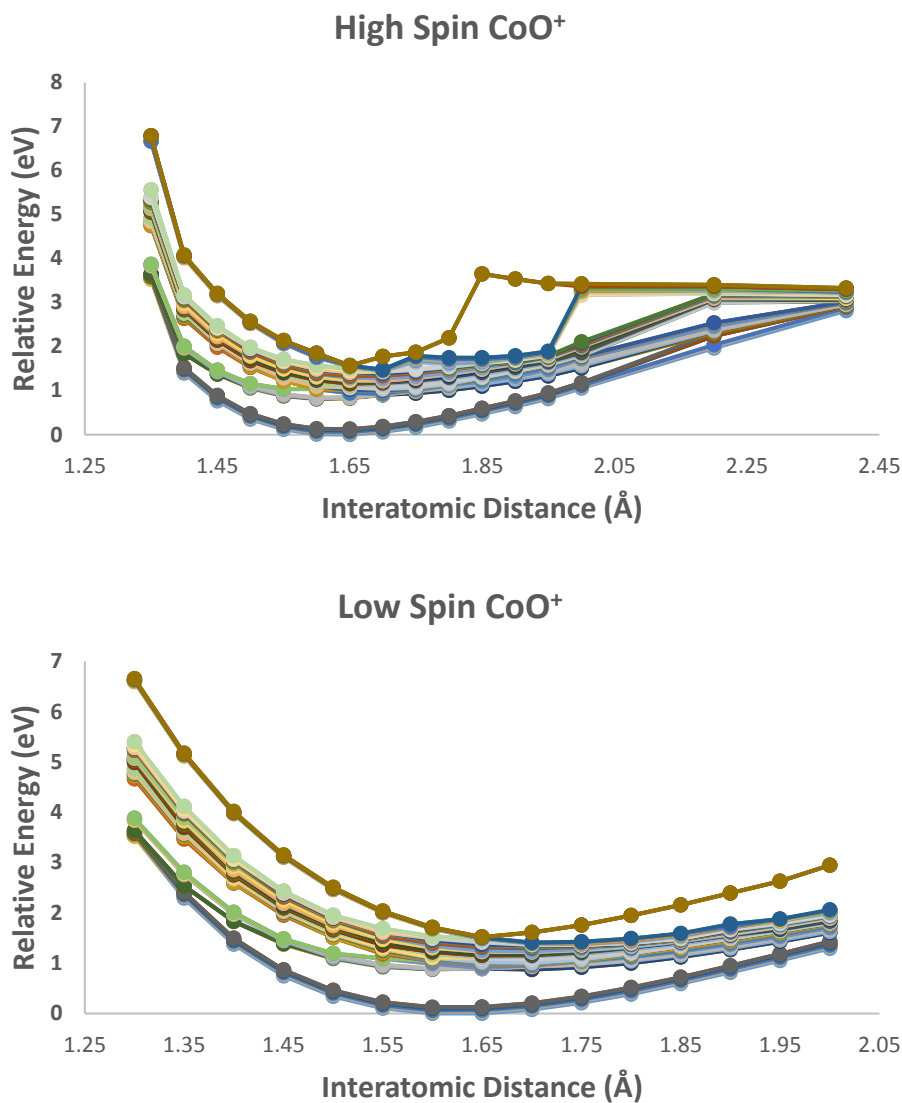 High Spin CoO⁺
8
7
6
5
4
3
2
1
0
Relative Energy (eV)
1.25 1.45 1.65 1.85 2.05 2.25 2.45
Interatomic Distance (Å)
Low Spin CoO⁺
7
6
5
4
3
2
1
0
Relative Energy (eV)
1.25 1.35 1.45 1.55 1.65 1.75 1.85 1.95 2.05
Interatomic Distance (Å)